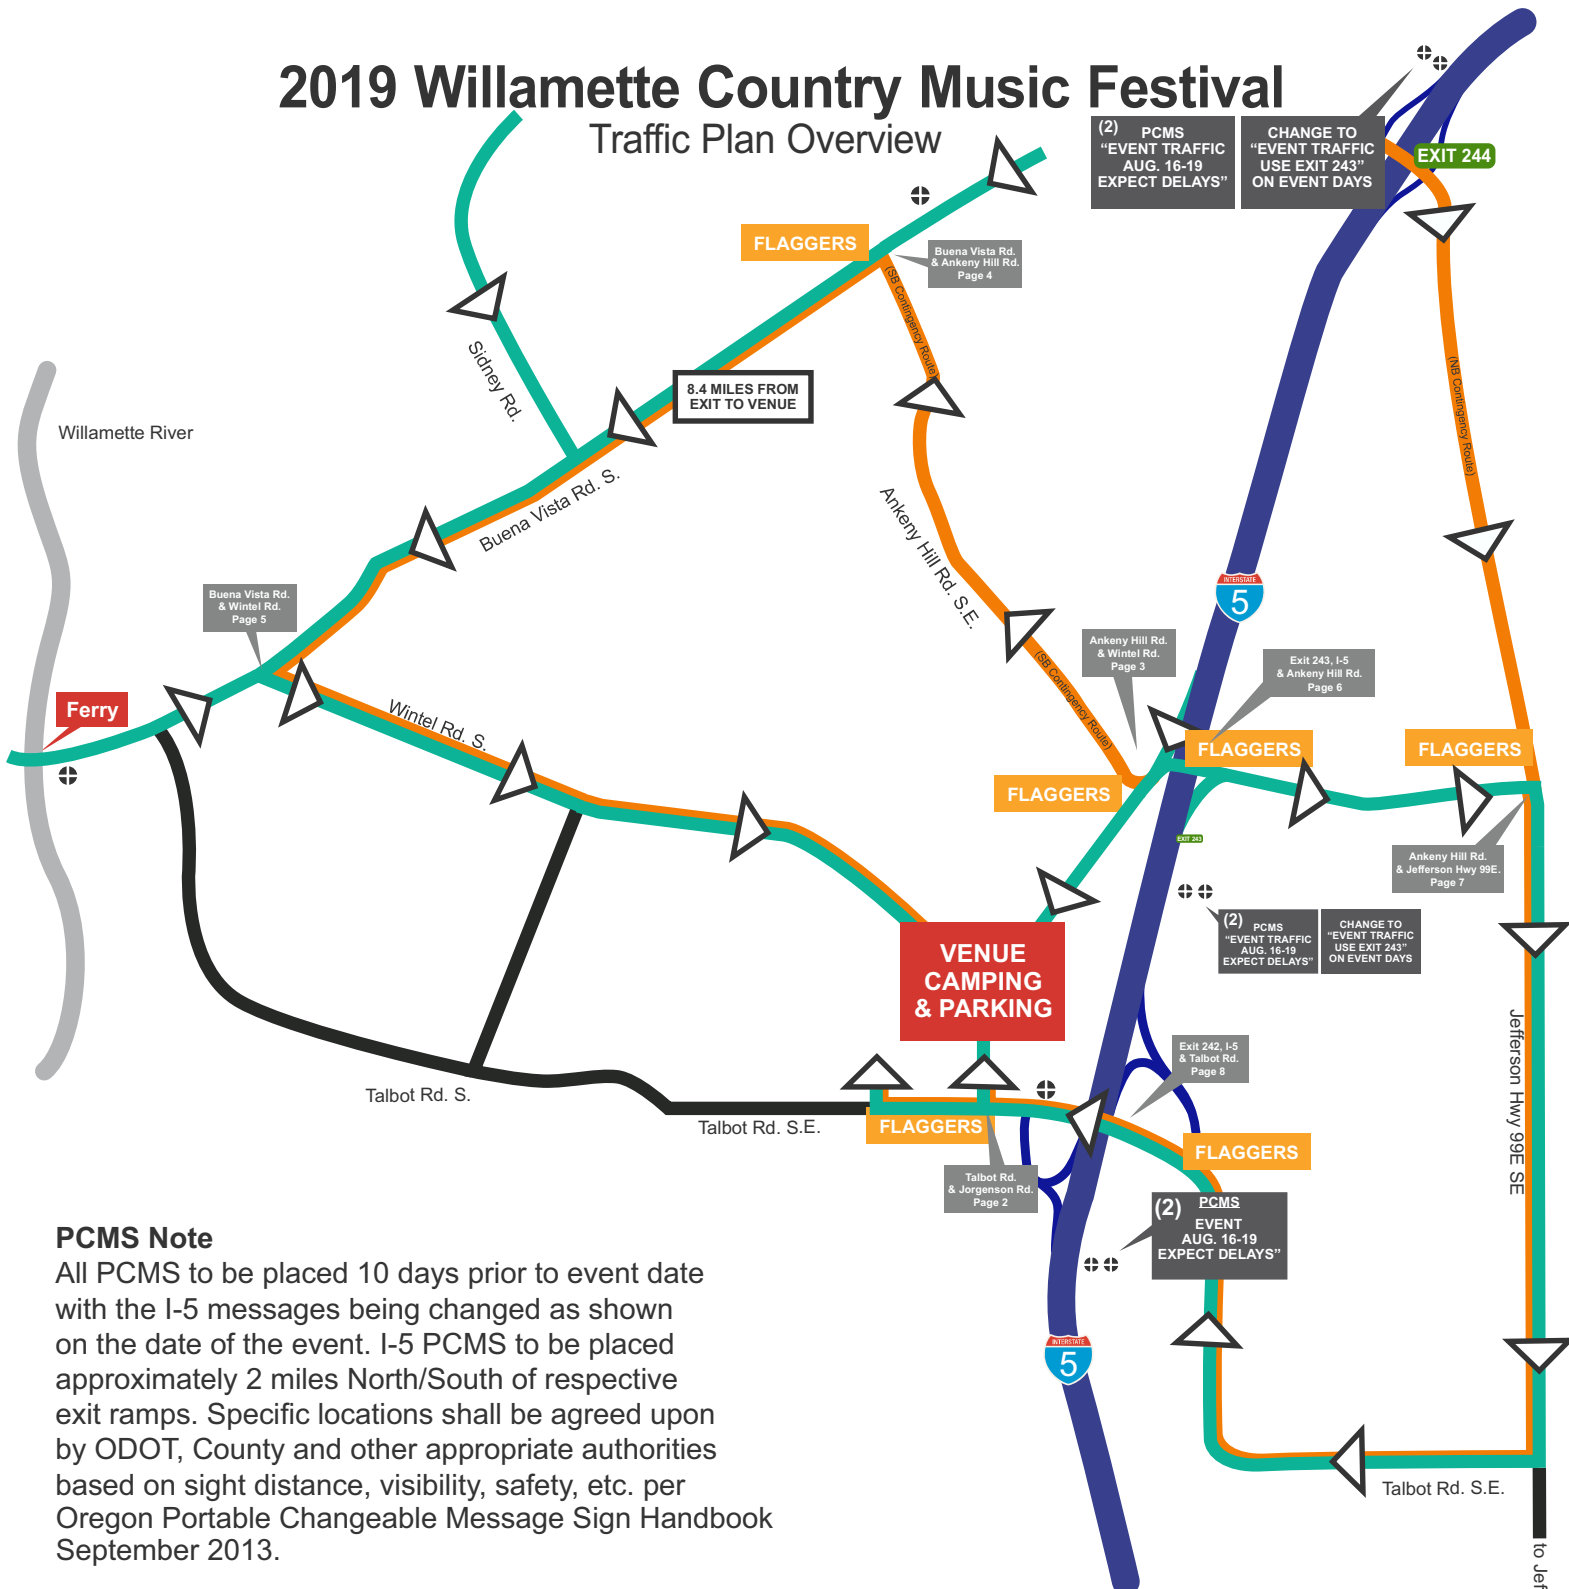 2019 Willamette Country Music Festival
Traffic Plan Overview
(2) PCMS
“EVENT TRAFFIC
AUG. 16-19
EXPECT DELAYS”
CHANGE TO
“EVENT TRAFFIC
USE EXIT 243”
ON EVENT DAYS
EXIT 244
FLAGGERS
Buena Vista Rd.
& Ankeny Hill Rd.
Page 4
(SB Contingency Route)
(NB Contingency Route)
Sidney Rd.
8.4 MILES FROM
EXIT TO VENUE
Willamette River
Buena Vista Rd. S.
Ankeny Hill Rd. S.E.
INTERSTATE
5
Buena Vista Rd.
& Wintel Rd.
Page 5
Ankeny Hill Rd.
& Wintel Rd.
Page 3
(SB Contingency Route)
Exit 243, I-5
& Ankeny Hill Rd.
Page 6
Ferry
Wintel Rd. S.
FLAGGERS
FLAGGERS
FLAGGERS
EXIT 243
Ankeny Hill Rd.
& Jefferson Hwy 99E.
Page 7
(2) PCMS
“EVENT TRAFFIC
AUG. 16-19
EXPECT DELAYS”
CHANGE TO
“EVENT TRAFFIC
USE EXIT 243”
ON EVENT DAYS
VENUE
CAMPING
& PARKING
Jefferson Hwy 99E SE
Exit 242, I-5
& Talbot Rd.
Page 8
Talbot Rd. S.
Talbot Rd. S.E.
FLAGGERS
FLAGGERS
Talbot Rd.
& Jorgenson Rd.
Page 2
(2) PCMS
EVENT
AUG. 16-19
EXPECT DELAYS”
INTERSTATE
5
Talbot Rd. S.E.
to Jef
PCMS Note
All PCMS to be placed 10 days prior to event date
with the I-5 messages being changed as shown
on the date of the event. I-5 PCMS to be placed
approximately 2 miles North/South of respective
exit ramps. Specific locations shall be agreed upon
by ODOT, County and other appropriate authorities
based on sight distance, visibility, safety, etc. per
Oregon Portable Changeable Message Sign Handbook
September 2013.